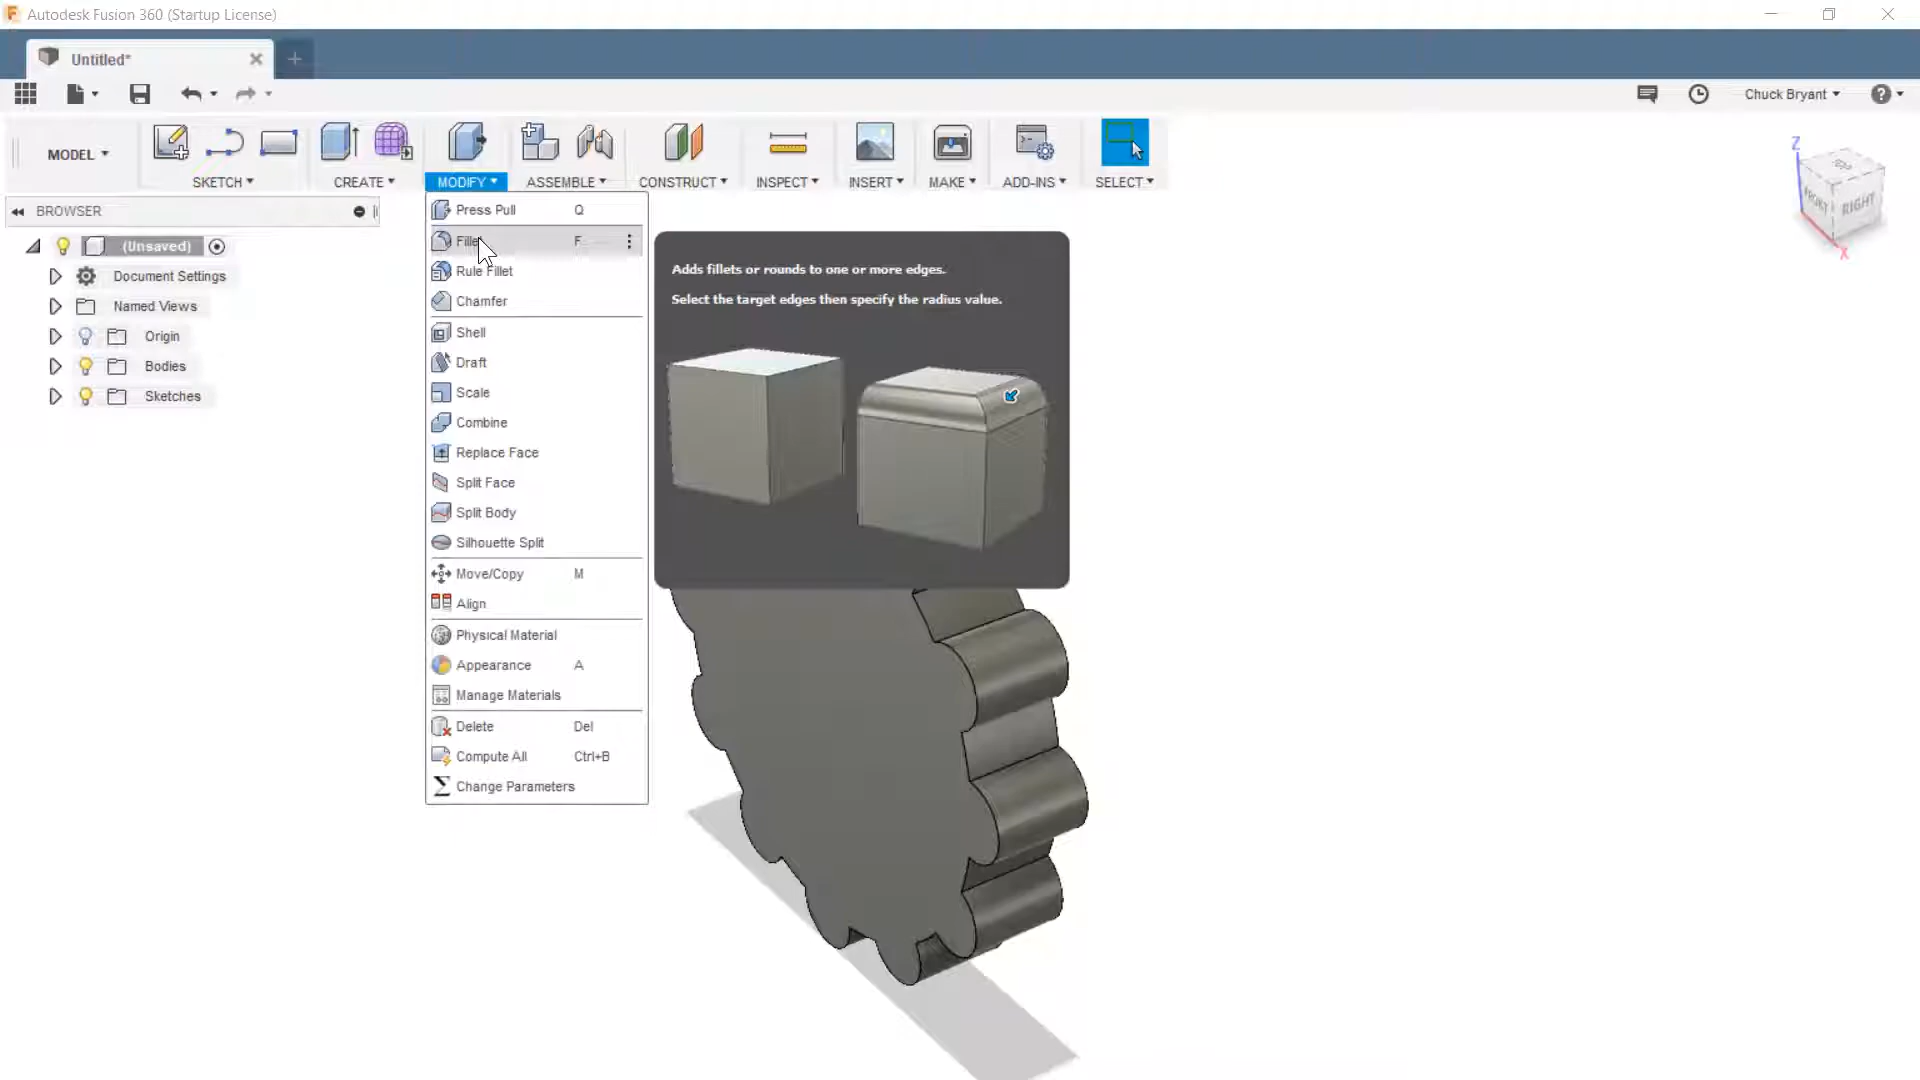 Autodesk Fusion 360 (Startup License)
Untitled*
Chuck Bryant
MODEL
SKETCH
CREATE
MODIFY
ASSEMBLE
CONSTRUCT
INSPECT
INSERT
MAKE
ADD-INS
SELECT
BROWSER
(Unsaved)
Document Settings
Named Views
Origin
Bodies
Sketches
Press Pull Q
Fillet F
Rule Fillet
Chamfer
Shell
Draft
Scale
Combine
Replace Face
Split Face
Split Body
Silhouette Split
Move/Copy M
Align
Physical Material
Appearance A
Manage Materials
Delete Del
Compute All Ctrl+B
Change Parameters
Adds fillets or rounds to one or more edges.
Select the target edges then specify the radius value.
Z
FRONT
RIGHT
X